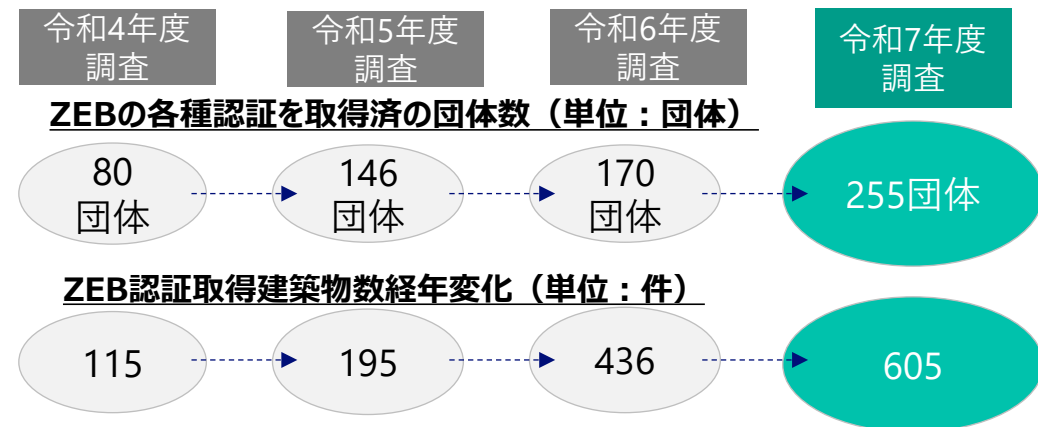 令和4年度
調査
令和5年度
調査
令和6年度
調査
令和7年度
調査
ZEBの各種認証を取得済の団体数（単位：団体）
80
団体
146
団体
170
団体
255団体
ZEB認証取得建築物数経年変化（単位：件）
115
195
436
605